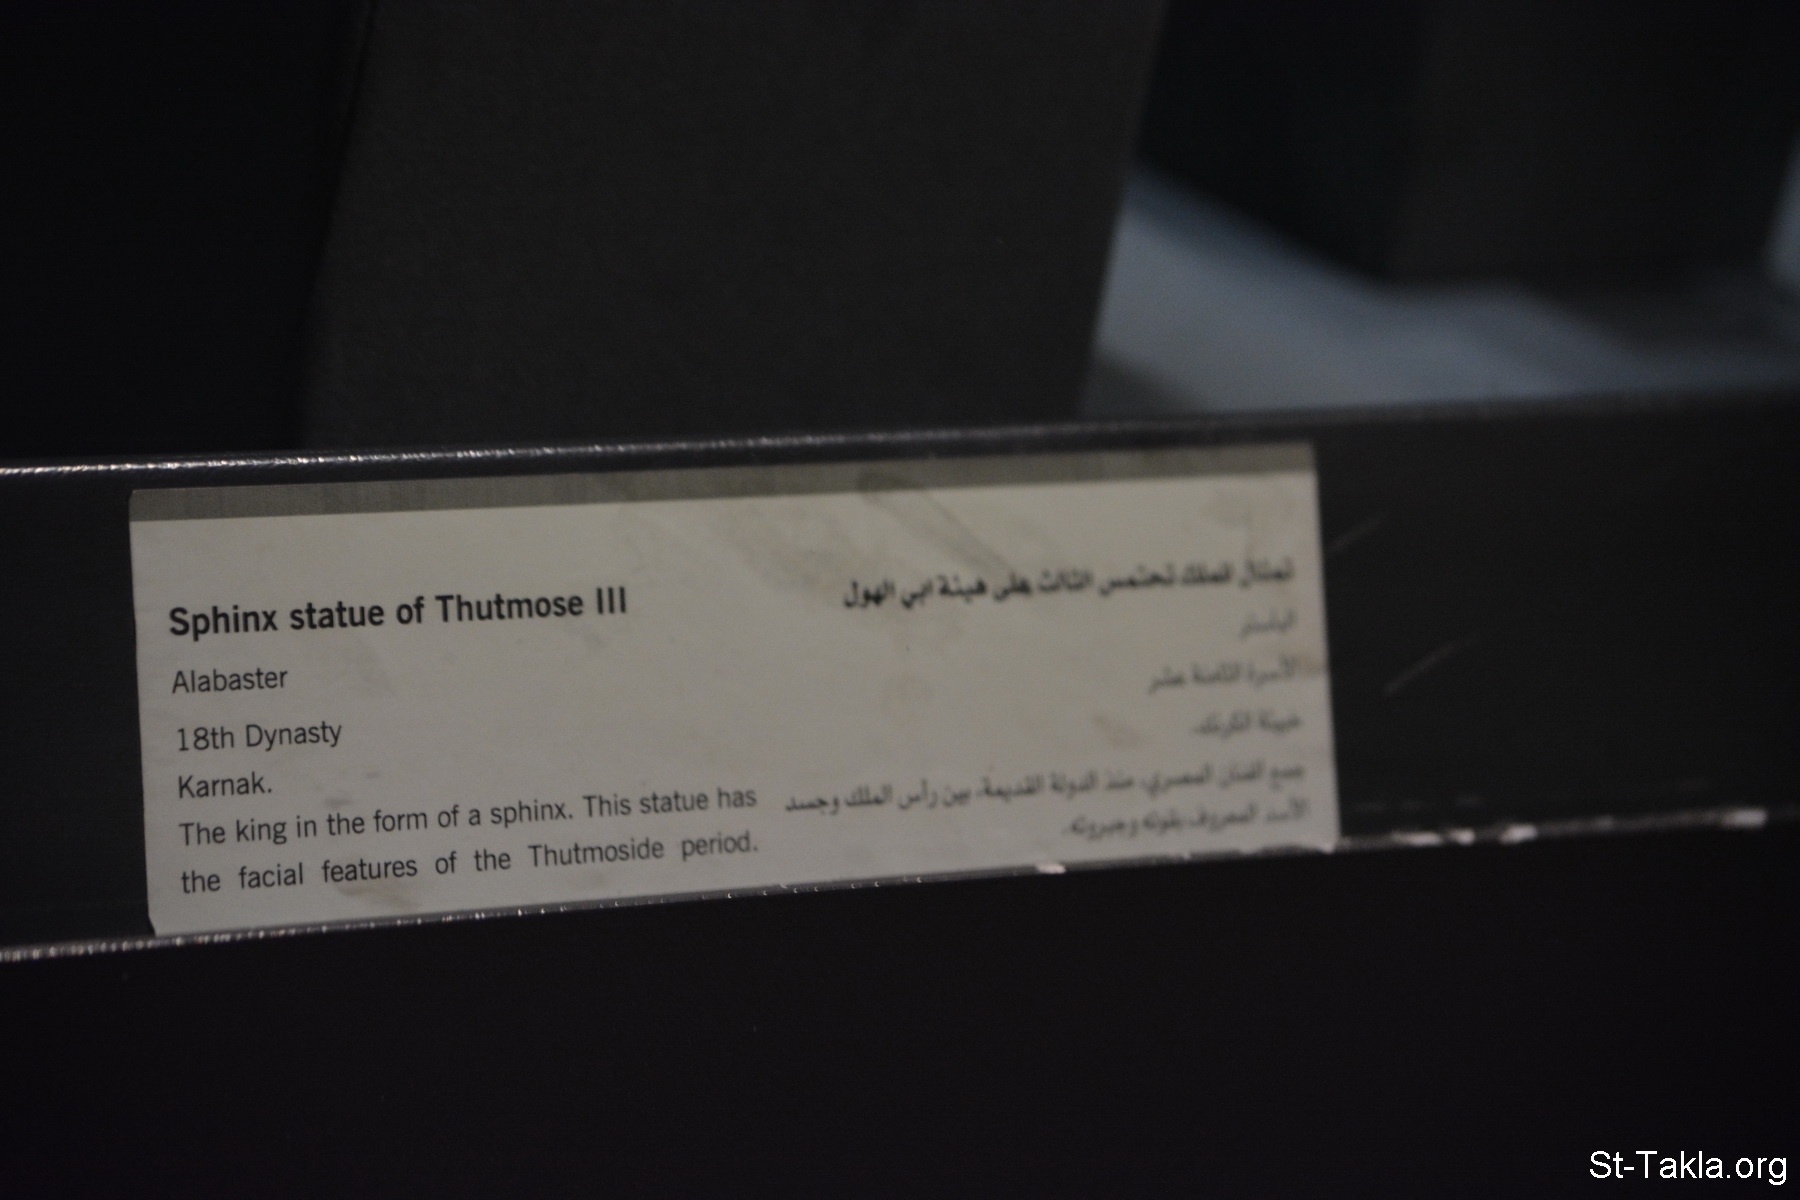 Sphinx statue of Thutmose III
Alabaster
18th Dynasty
Karnak.
The king in the form of a sphinx. This statue has
the facial features of the Thutmoside period.
تمثال الملك تحتمس الثالث على هيئة ابي الهول
الباستر
الأسرة الثامنة عشر
خبيئة الكرنك.
جمع الفنان المصري، منذ الدولة القديمة، بين رأس الملك وجسد
الأسد المعروف بقوته وجبروته.
St-Takla.org